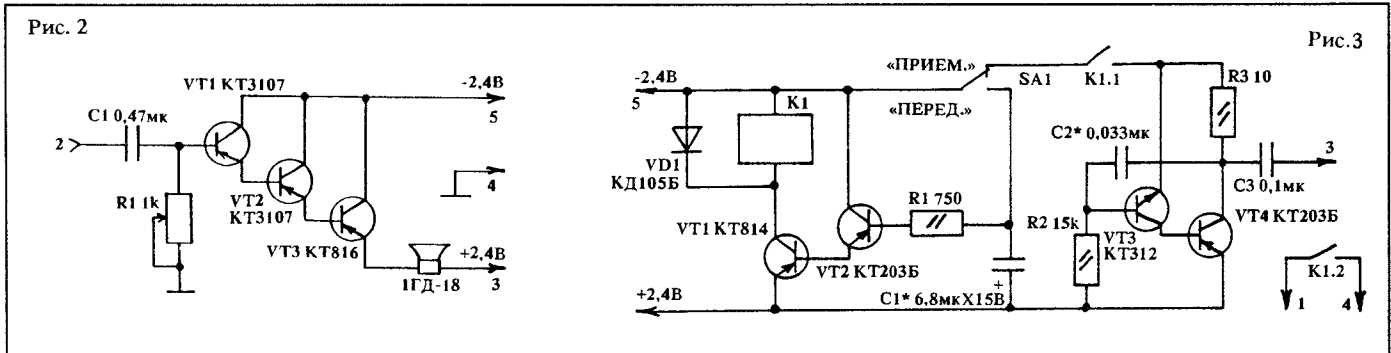 Рис. 2
VT1 КТ3107
C1 0,47мк
2
R1 1k
VT2
КТ3107
VT3 КТ816
1ГД-18
-2,4В
5
4
+2,4В
3
Рис.3
«ПРИЕМ.»
SA1
K1.1
R3 10
-2,4В
5
K1
«ПЕРЕД.»
C2* 0,033мк
VD1
КД105Б
R1 750
3
C3 0,1мк
VT1 КТ814
R2 15k
VT3
КТ312
VT4 КТ203Б
VT2 КТ203Б
K1.2
+2,4В
C1* 6,8мкX15В
+
1
4